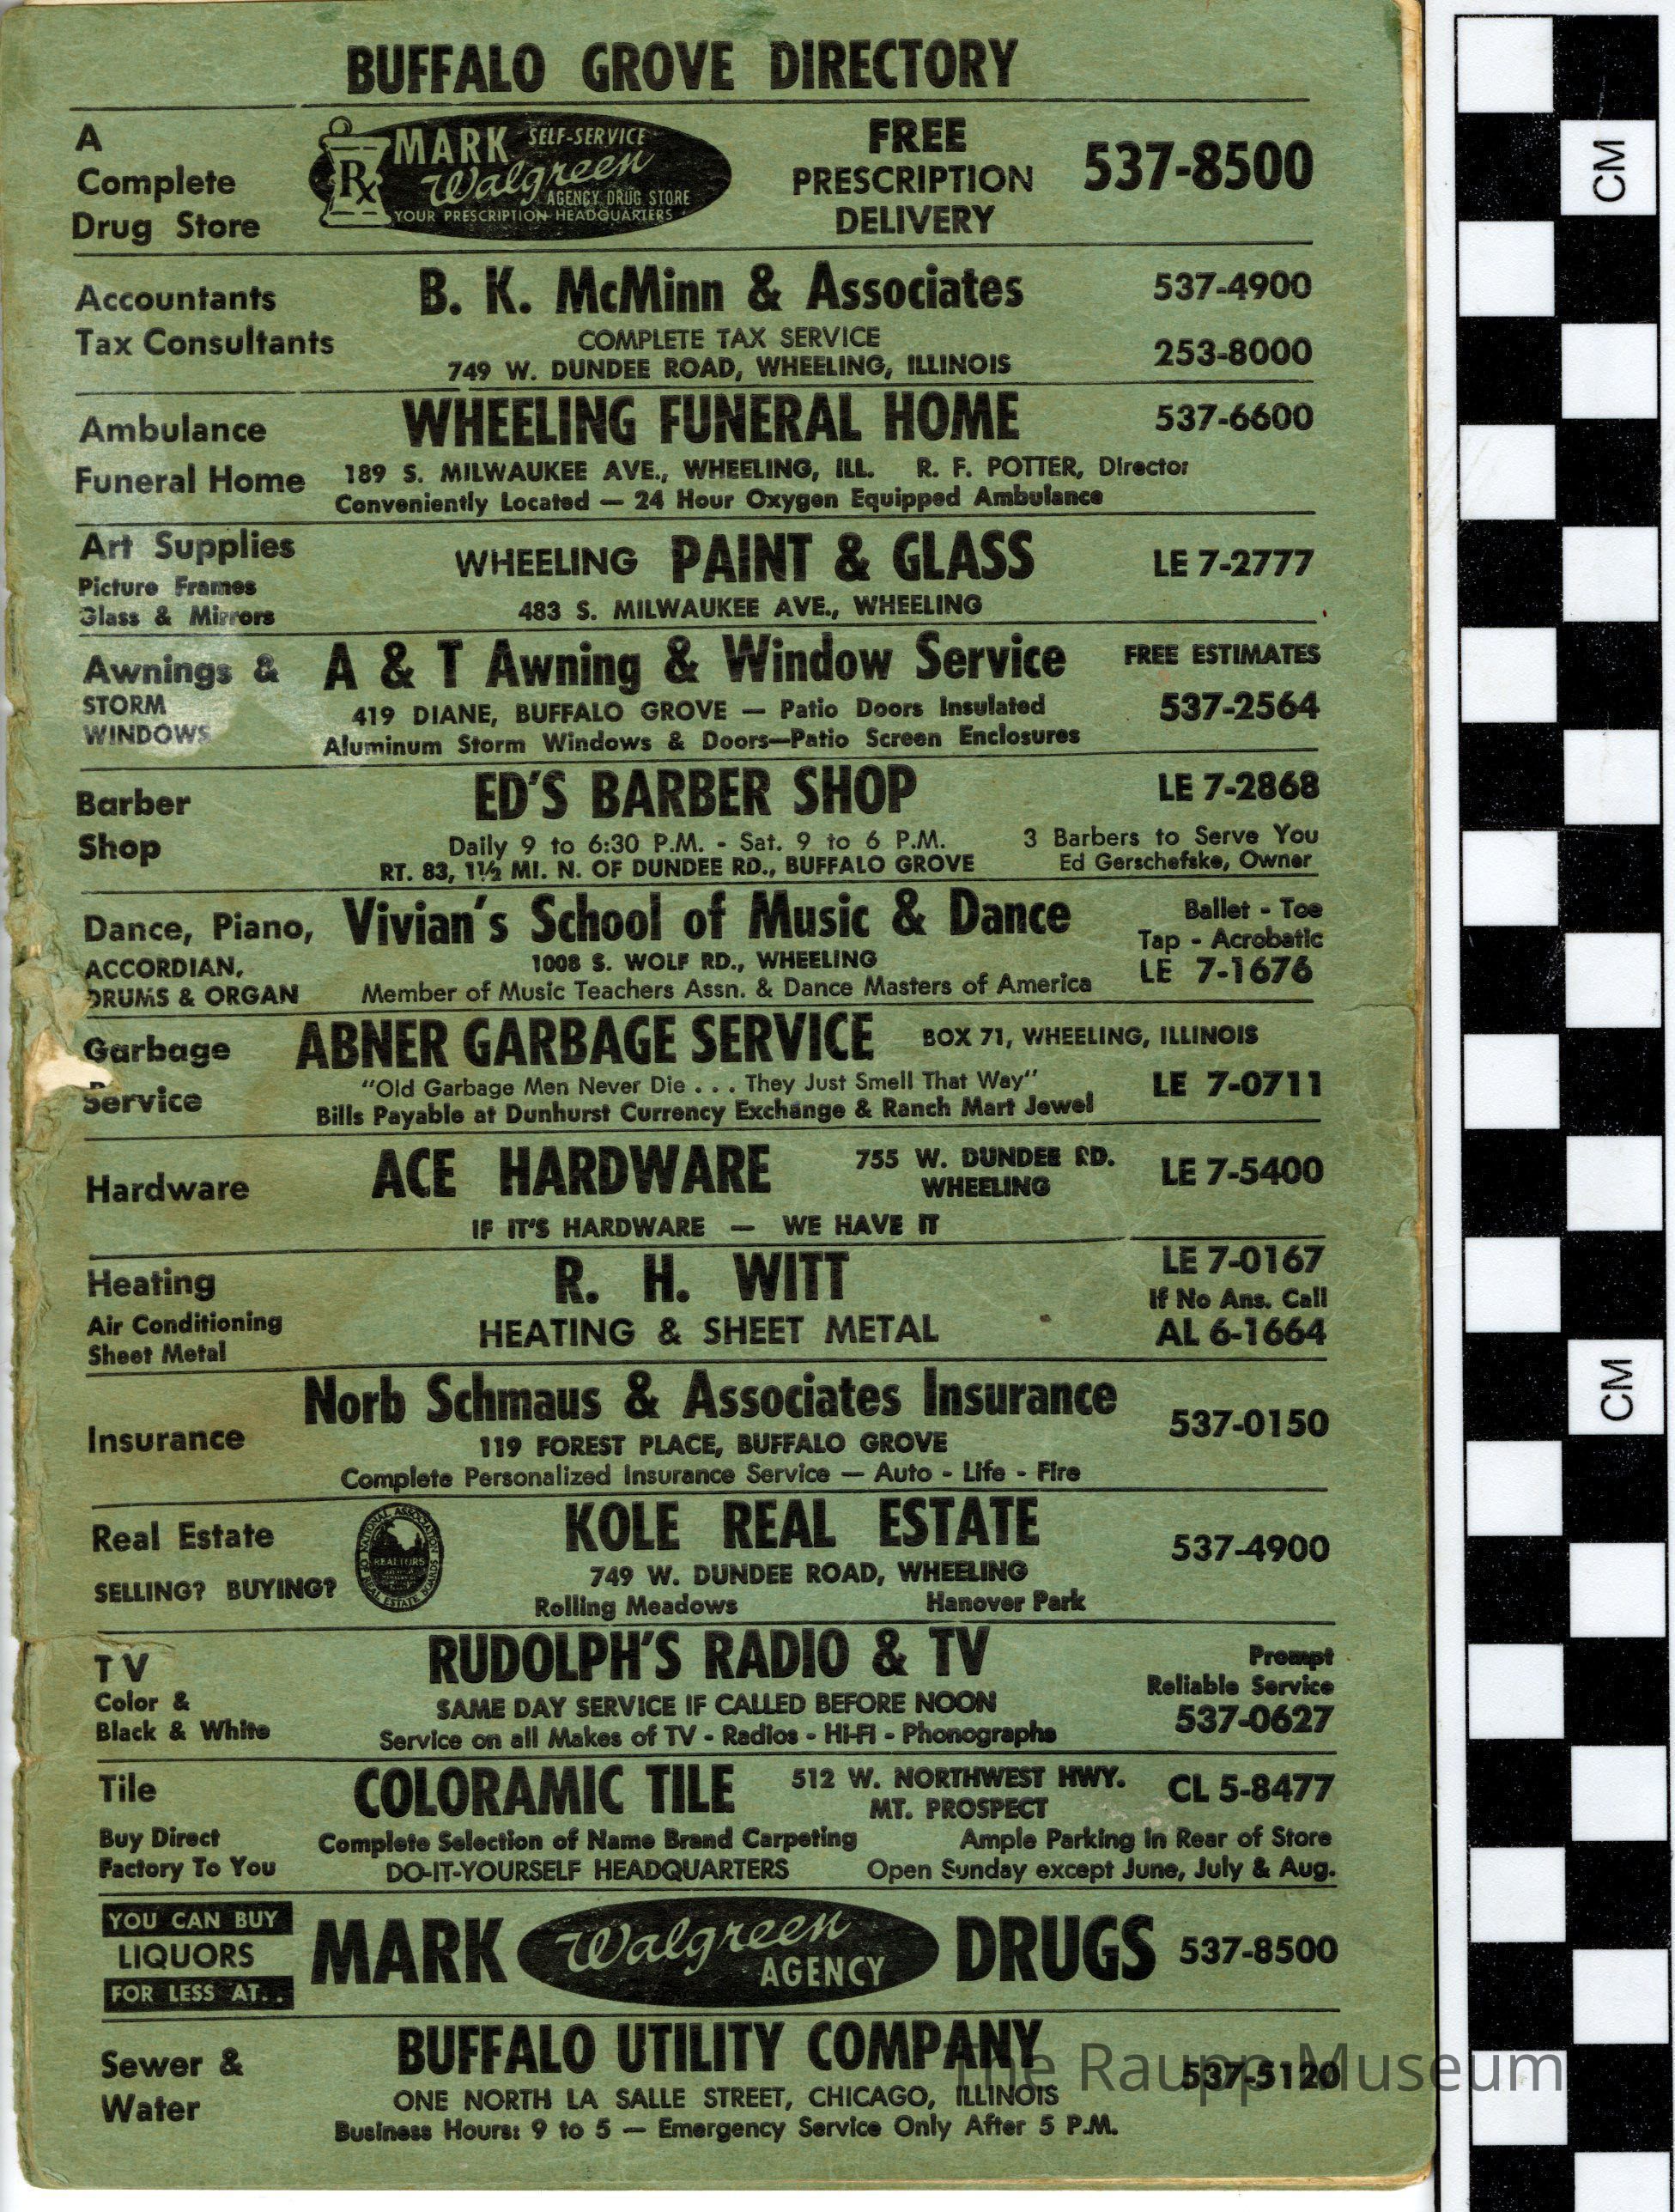 BUFFALO GROVE DIRECTORY
A
Complete
Drug Store
Rx
MARK SELF-SERVICE
Walgreen
AGENCY DRUG STORE
YOUR PRESCRIPTION HEADQUARTERS
FREE
PRESCRIPTION
DELIVERY
537-8500
Accountants
Tax Consultants
B. K. McMinn & Associates
COMPLETE TAX SERVICE
749 W. DUNDEE ROAD, WHEELING, ILLINOIS
537-4900
253-8000
Ambulance
Funeral Home
WHEELING FUNERAL HOME
189 S. MILWAUKEE AVE., WHEELING, ILL. R. F. POTTER, Director
Conveniently Located — 24 Hour Oxygen Equipped Ambulance
537-6600
Art Supplies
Picture Frames
Glass & Mirrors
WHEELING PAINT & GLASS
483 S. MILWAUKEE AVE., WHEELING
LE 7-2777
Awnings &
STORM
WINDOWS
A & T Awning & Window Service
419 DIANE, BUFFALO GROVE — Patio Doors Insulated
Aluminum Storm Windows & Doors—Patio Screen Enclosures
FREE ESTIMATES
537-2564
Barber
Shop
ED'S BARBER SHOP
Daily 9 to 6:30 P.M. - Sat. 9 to 6 P.M.
RT. 83, 1½ MI. N. OF DUNDEE RD., BUFFALO GROVE
LE 7-2868
3 Barbers to Serve You
Ed Gerschefske, Owner
Dance, Piano,
ACCORDIAN,
DRUMS & ORGAN
Vivian's School of Music & Dance
1008 S. WOLF RD., WHEELING
Member of Music Teachers Assn. & Dance Masters of America
Ballet - Toe
Tap - Acrobatic
LE 7-1676
Garbage
Service
ABNER GARBAGE SERVICE
BOX 71, WHEELING, ILLINOIS
"Old Garbage Men Never Die . . . They Just Smell That Way"
Bills Payable at Dunhurst Currency Exchange & Ranch Mart Jewel
LE 7-0711
Hardware
ACE HARDWARE
755 W. DUNDEE RD.
WHEELING
IF IT'S HARDWARE — WE HAVE IT
LE 7-5400
Heating
Air Conditioning
Sheet Metal
R. H. WITT
HEATING & SHEET METAL
LE 7-0167
If No Ans. Call
AL 6-1664
Insurance
Norb Schmaus & Associates Insurance
119 FOREST PLACE, BUFFALO GROVE
Complete Personalized Insurance Service — Auto - Life - Fire
537-0150
Real Estate
SELLING? BUYING?
NATIONAL ASSOCIATION OF REAL ESTATE BOARDS
REALTORS
KOLE REAL ESTATE
749 W. DUNDEE ROAD, WHEELING
Rolling Meadows Hanover Park
537-4900
TV
Color &
Black & White
RUDOLPH'S RADIO & TV
SAME DAY SERVICE IF CALLED BEFORE NOON
Service on all Makes of TV - Radios - Hi-Fi - Phonographs
Prompt
Reliable Service
537-0627
Tile
Buy Direct
Factory To You
COLORAMIC TILE
512 W. NORTHWEST HWY.
MT. PROSPECT
CL 5-8477
Complete Selection of Name Brand Carpeting
DO-IT-YOURSELF HEADQUARTERS
Ample Parking in Rear of Store
Open Sunday except June, July & Aug.
YOU CAN BUY
LIQUORS
FOR LESS AT. .
MARK Walgreen AGENCY DRUGS 537-8500
Sewer &
Water
BUFFALO UTILITY COMPANY
ONE NORTH LA SALLE STREET, CHICAGO, ILLINOIS
Business Hours: 9 to 5 — Emergency Service Only After 5 P.M.
537-5120
The Raupp Museum
CM
CM